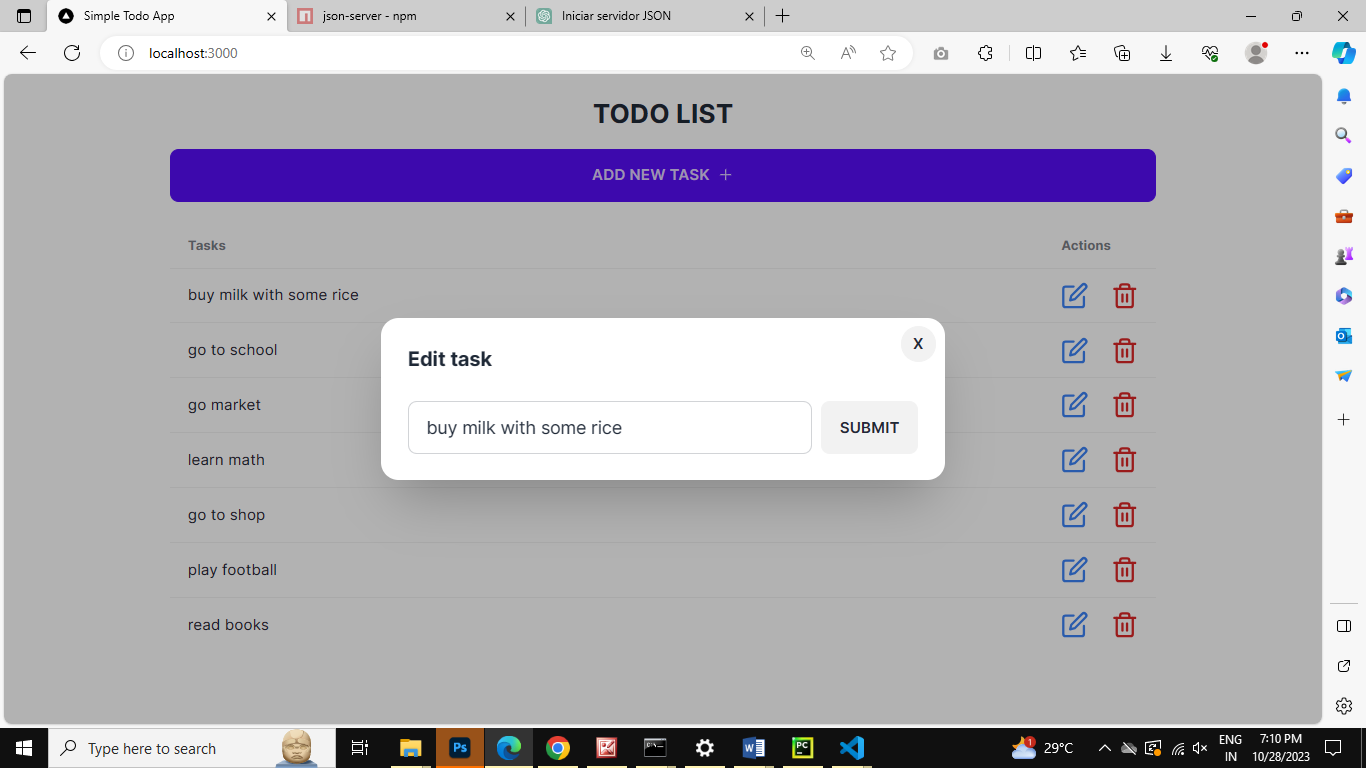 Simple Todo App
json-server - npm
Iniciar servidor JSON
localhost:3000
TODO LIST
ADD NEW TASK +
Tasks Actions
buy milk with some rice
go to school
go market
learn math
go to shop
play football
read books
Edit task
X
buy milk with some rice
SUBMIT
Type here to search
Ps
PC
1
29°C
ENG
IN
7:10 PM
10/28/2023